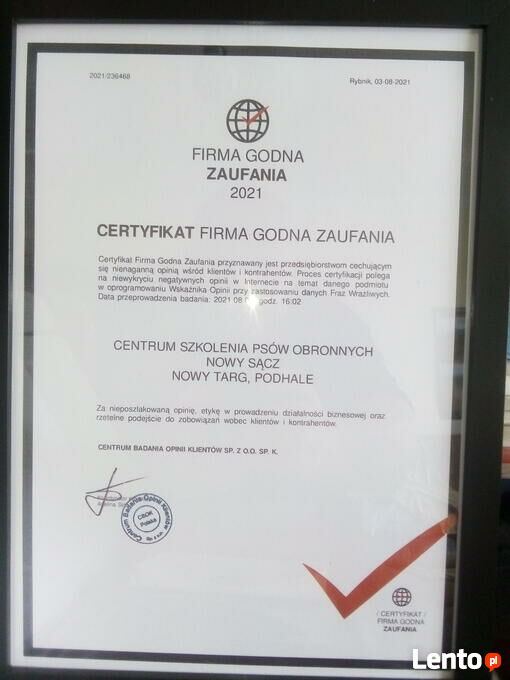 2021/236468
Rybnik, 03-08-2021
FIRMA GODNA
ZAUFANIA
2021
CERTYFIKAT FIRMA GODNA ZAUFANIA
Certyfikat Firma Godna Zaufania przyznawany jest przedsiębiorstwom cechującym
się nienaganną opinią wśród klientów i kontrahentów. Proces certyfikacji polega
na niewykryciu negatywnych opinii w Internecie na temat danego podmiotu
w oprogramowaniu Wskaźnika Opinii przy zastosowaniu danych Fraz Wrażliwych.
Data przeprowadzenia badania: 2021 08 godz. 16:02
CENTRUM SZKOLENIA PSÓW OBRONNYCH
NOWY SĄCZ
NOWY TARG, PODHALE
Za nieposzlakowaną opinię, etykę w prowadzeniu działalności biznesowej oraz
rzetelne podejście do zobowiązań wobec klientów i kontrahentów.
CENTRUM BADANIA OPINII KLIENTÓW SP. Z O.O. SP. K.
Centrum Badania Opinii Klientów
CBOK
Polska
/ CERTYFIKAT /
FIRMA GODNA
ZAUFANIA
Lento.pl